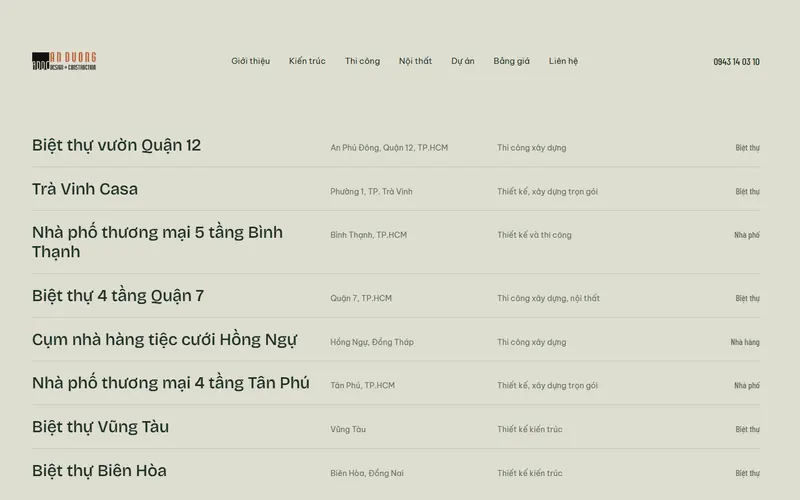 ADDC AN DUONG
DESIGN + CONSTRUCTION
Giới thiệu Kiến trúc Thi công Nội thất Dự án Bảng giá Liên hệ 0943 14 03 10
Biệt thự vườn Quận 12 An Phú Đông, Quận 12, TP.HCM Thi công xây dựng Biệt thự
Trà Vinh Casa Phường 1, TP. Trà Vinh Thiết kế, xây dựng trọn gói Biệt thự
Nhà phố thương mại 5 tầng Bình Bình Thạnh, TP.HCM Thiết kế và thi công Nhà phố
Thạnh
Biệt thự 4 tầng Quận 7 Quận 7, TP.HCM Thi công xây dựng, nội thất Biệt thự
Cụm nhà hàng tiệc cưới Hồng Ngự Hồng Ngự, Đồng Tháp Thi công xây dựng Nhà hàng
Nhà phố thương mại 4 tầng Tân Phú Tân Phú, TP.HCM Thiết kế, xây dựng trọn gói Nhà phố
Biệt thự Vũng Tàu Vũng Tàu Thiết kế kiến trúc Biệt thự
Biệt thự Biên Hòa Biên Hòa, Đồng Nai Thiết kế kiến trúc Biệt thự